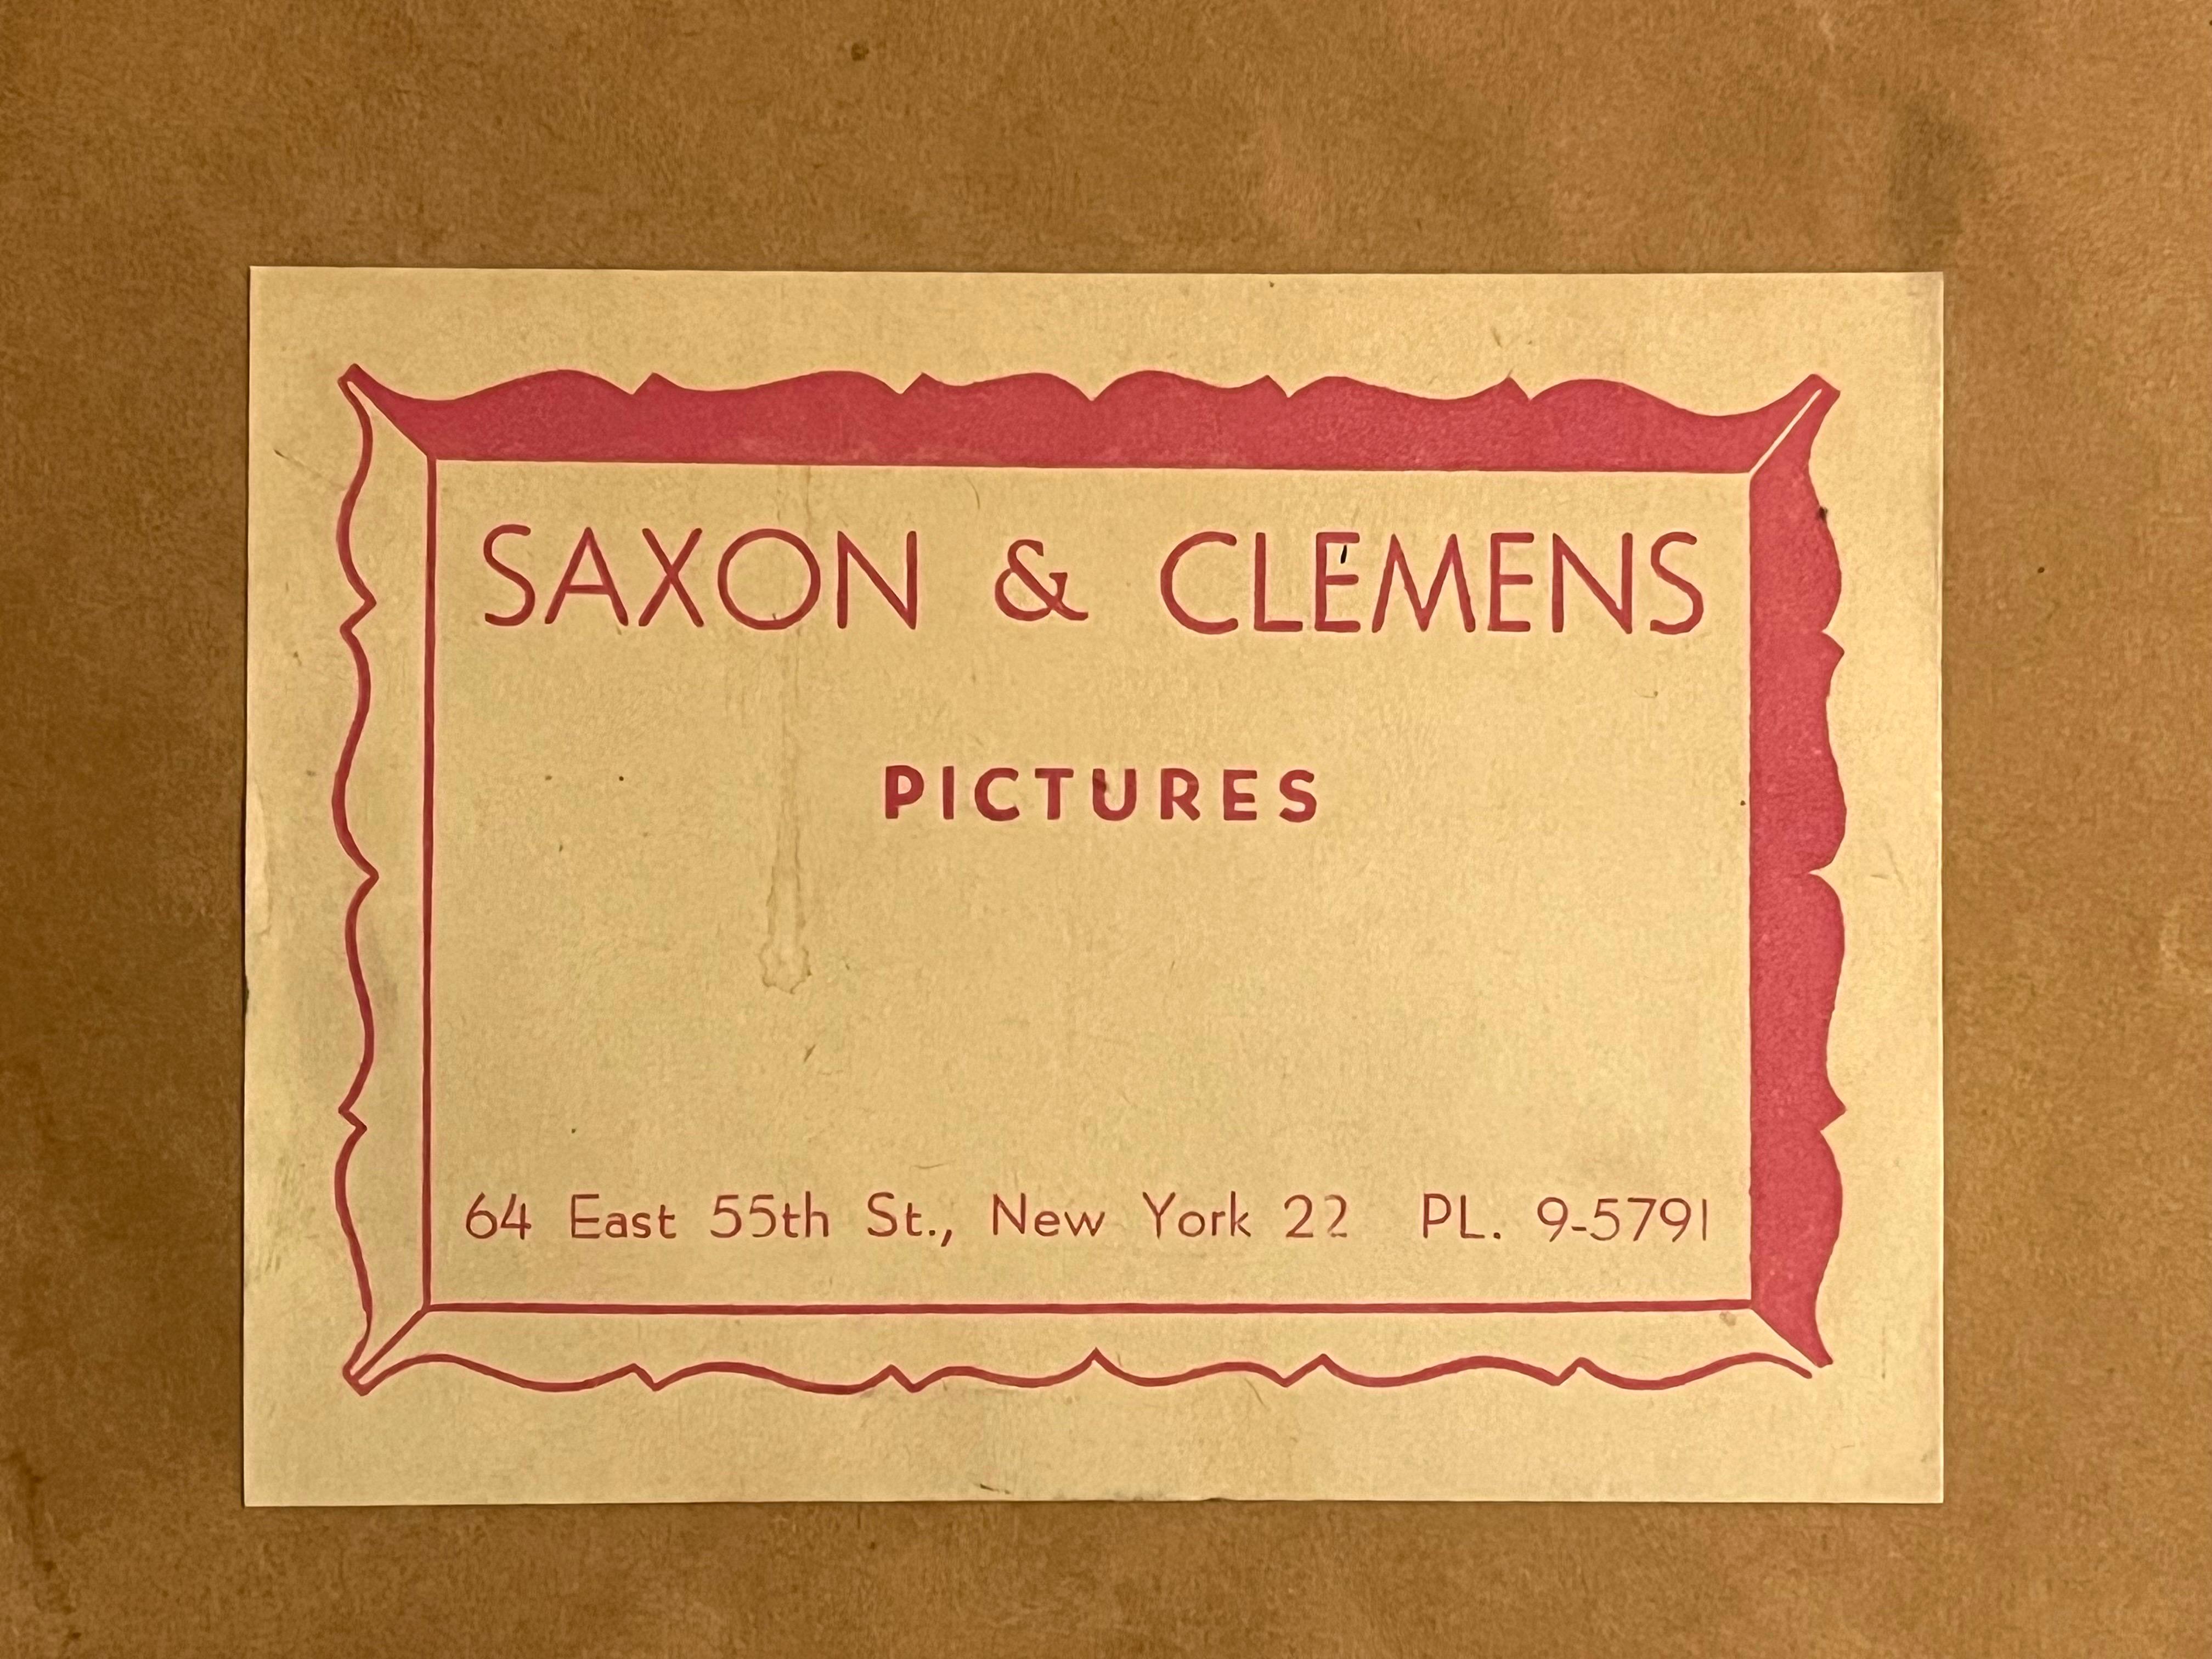 SAXON & CLEMENS
PICTURES
64 East 55th St., New York 22 PL. 9-5791